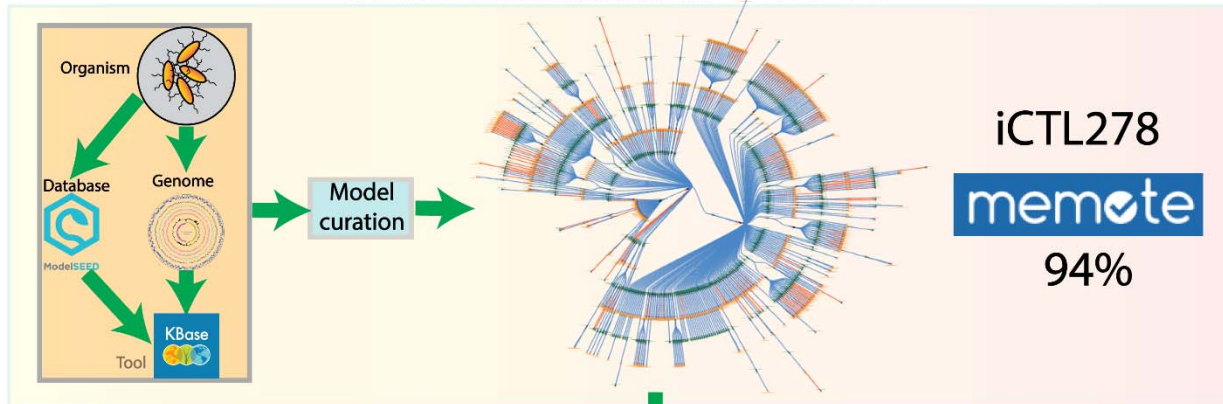 Organism
Database
Genome
ModelSEED
KBase
Tool
Model
curation
iCTL278
memote
94%